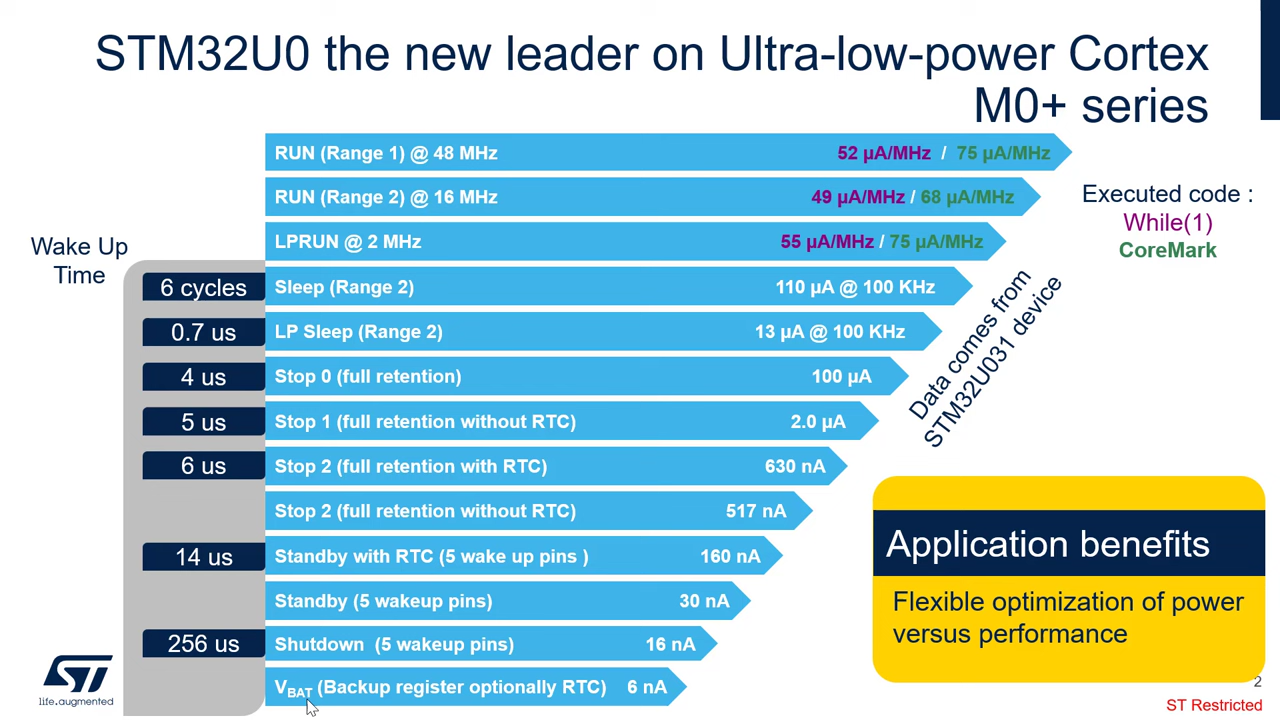 STM32U0 the new leader on Ultra-low-power Cortex
M0+ series
RUN (Range 1) @ 48 MHz 52 µA/MHz / 75 µA/MHz
RUN (Range 2) @ 16 MHz 49 µA/MHz / 68 µA/MHz
LPRUN @ 2 MHz 55 µA/MHz / 75 µA/MHz
Executed code :
While(1)
CoreMark
Wake Up
Time
6 cycles Sleep (Range 2) 110 µA @ 100 KHz
0.7 us LP Sleep (Range 2) 13 µA @ 100 KHz
4 us Stop 0 (full retention) 100 µA
5 us Stop 1 (full retention without RTC) 2.0 µA
6 us Stop 2 (full retention with RTC) 630 nA
Stop 2 (full retention without RTC) 517 nA
14 us Standby with RTC (5 wake up pins ) 160 nA
Standby (5 wakeup pins) 30 nA
256 us Shutdown (5 wakeup pins) 16 nA
VBAT (Backup register optionally RTC) 6 nA
Data comes from
STM32U031 device
Application benefits
Flexible optimization of power
versus performance
ST
life.augmented
2
ST Restricted